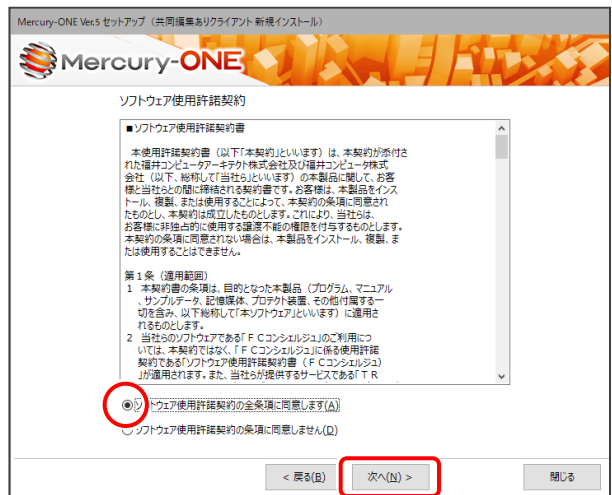 Mercury-ONE Ver.5 セットアップ（共同編集ありクライアント 新規インストール）
Mercury-ONE
ソフトウェア使用許諾契約
■ソフトウェア使用許諾契約書
本使用許諾契約書（以下「本契約」といいます）は、本契約が添付さ
れた福井コンピュータアーキテクト株式会社及び福井コンピュータ株式
会社（以下、総称して「当社ら」といいます）の本製品に関して、お客
様と当社らとの間に締結される契約書です。お客様は、本製品をインス
トール、複製、または使用することによって、本契約の条項に同意され
たものとし、本契約は成立したものとします。これにより、当社らは、
お客様に非独占的に使用する譲渡不能の権限を付与するものとします。
本契約の条項に同意されない場合は、本製品をインストール、複製、ま
たは使用することはできません。
第１条（適用範囲）
1 本契約書の条項は、目的となった本製品（プログラム、マニュアル
、サンプルデータ、記憶媒体、プロテクト装置、その他付属する一
切を含み、以下総称して「本ソフトウェア」といいます）に適用さ
れるものとします。
2 当社らのソフトウェアである「ＦＣコンシェルジュ」のご利用につ
いては、本契約ではなく、「ＦＣコンシェルジュ」に係る使用許諾
契約である「ソフトウェア使用許諾契約書（ＦＣコンシェルジュ）
」が適用されます。また、当社らが提供するサービスである「ＴＲ
ソフトウェア使用許諾契約の全条項に同意します(A)
ソフトウェア使用許諾契約の条項に同意しません(D)
< 戻る(B)
次へ(N) >
閉じる